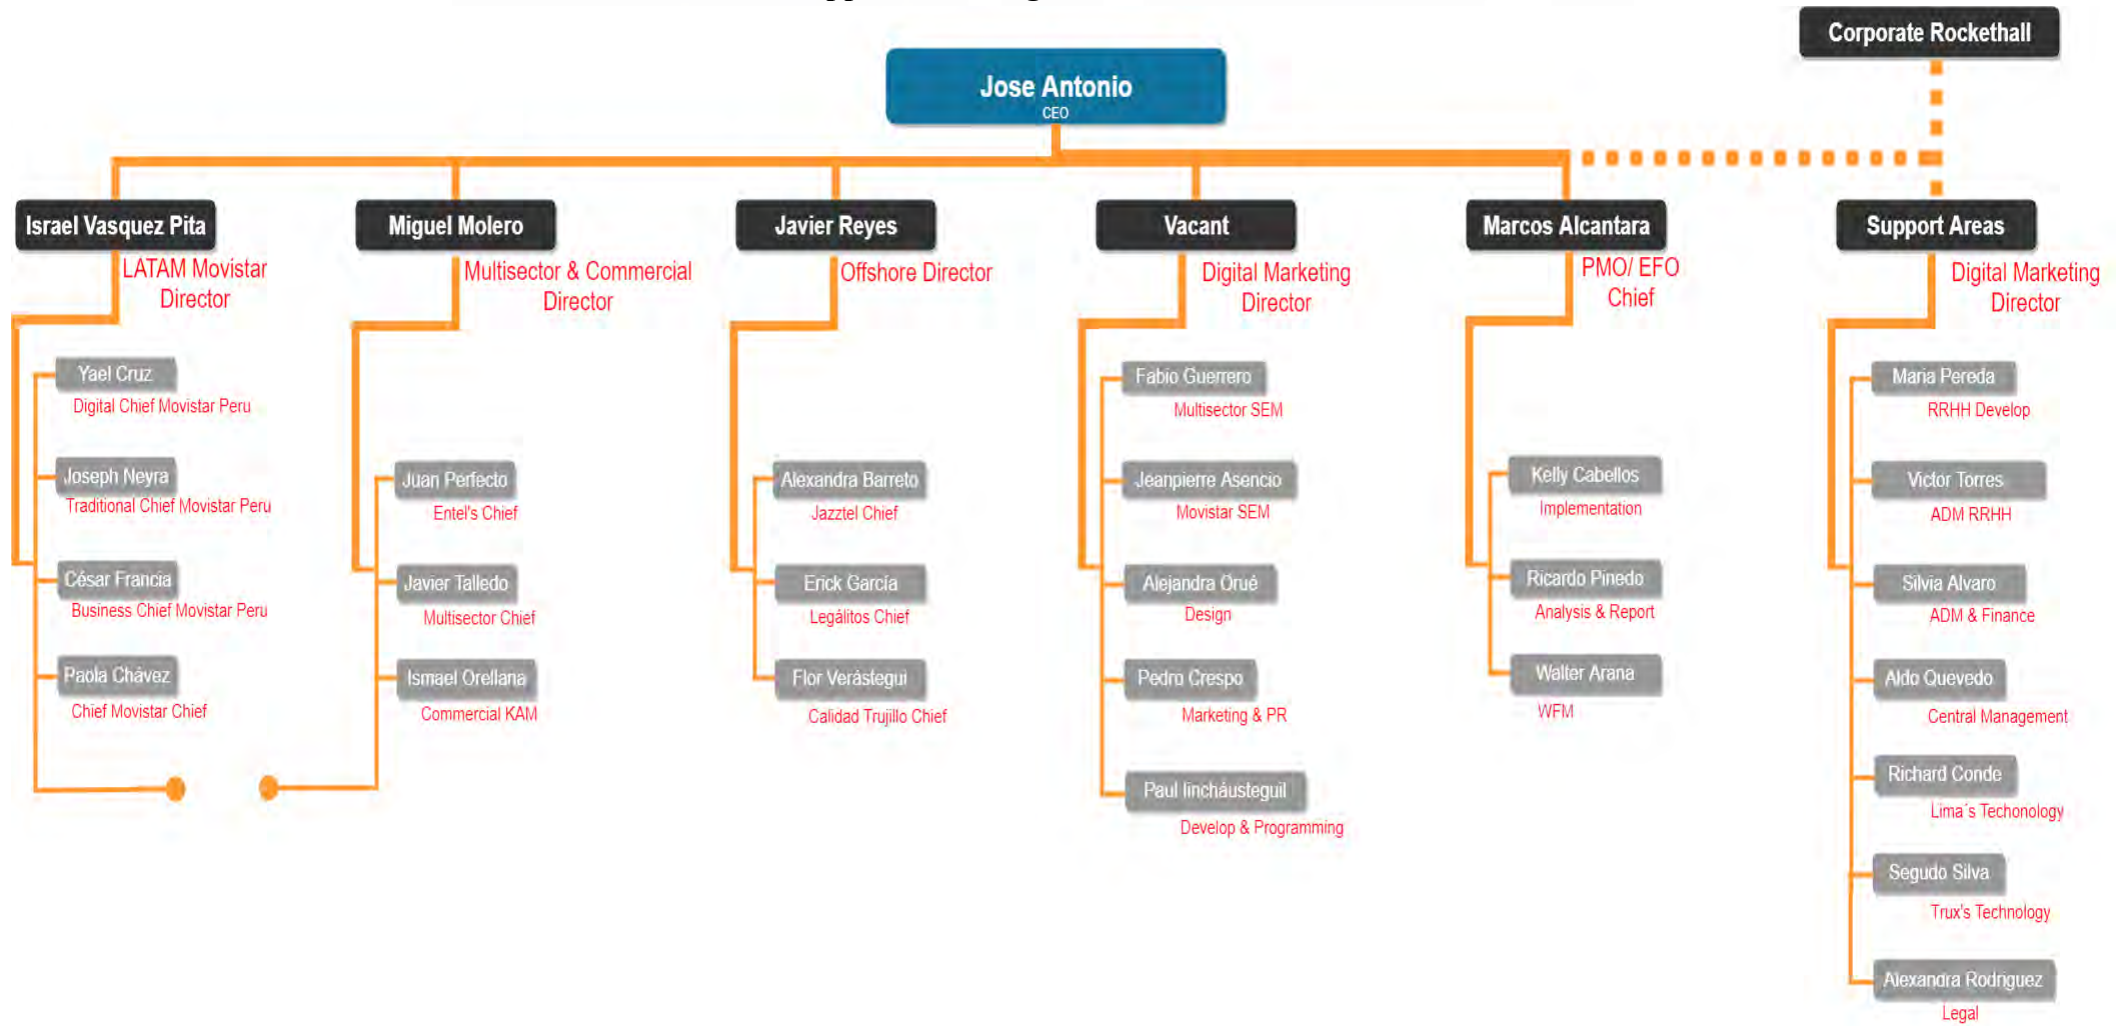 Corporate Rockethall
Jose Antonio
CEO
Israel Vasquez Pita
LATAM Movistar
Director
Yael Cruz
Digital Chief Movistar Peru
Joseph Neyra
Traditional Chief Movistar Peru
César Francia
Business Chief Movistar Peru
Paola Chávez
Chief Movistar Chief
Miguel Molero
Multisector & Commercial
Director
Juan Perfecto
Entel's Chief
Javier Talledo
Multisector Chief
Ismael Orellana
Commercial KAM
Javier Reyes
Offshore Director
Alexandra Barreto
Jazztel Chief
Erick García
Legálitos Chief
Flor Verástegui
Calidad Trujillo Chief
Vacant
Digital Marketing
Director
Fabio Guerrero
Multisector SEM
Jeanpierre Asencio
Movistar SEM
Alejandra Orué
Design
Pedro Crespo
Marketing & PR
Paul Iincháusteguil
Develop & Programming
Marcos Alcantara
PMO/ EFO
Chief
Kelly Cabellos
Implementation
Ricardo Pinedo
Analysis & Report
Walter Arana
WFM
Support Areas
Digital Marketing
Director
Maria Pereda
RRHH Develop
Victor Torres
ADM RRHH
Silvia Alvaro
ADM & Finance
Aldo Quevedo
Central Management
Richard Conde
Lima´s Techonology
Segudo Silva
Trux's Technology
Alexandra Rodriguez
Legal